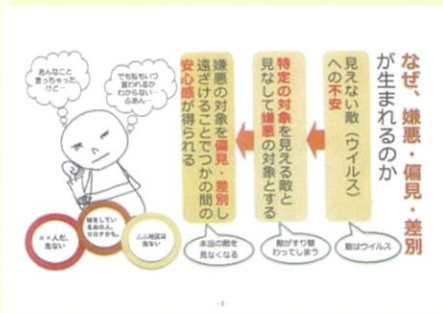 なぜ、嫌悪・偏見・差別
が生まれるのか
見えない敵（ウイルス）
への不安
特定の対象を見える敵と
見なして嫌悪の対象とする
嫌悪の対象を偏見・差別し
遠ざけることでつかの間の
安心感が得られる
敵はウイルス
敵がすり替
わってしまう
本当の敵を
見なくなる
あんなこと
言っちゃった
けど…
でも私もいつ
言われるか
わからない…
ふあん…
××人だ、
危ない
咳をしてい
るあの人、
コロナかも。
△△地区は
危ない